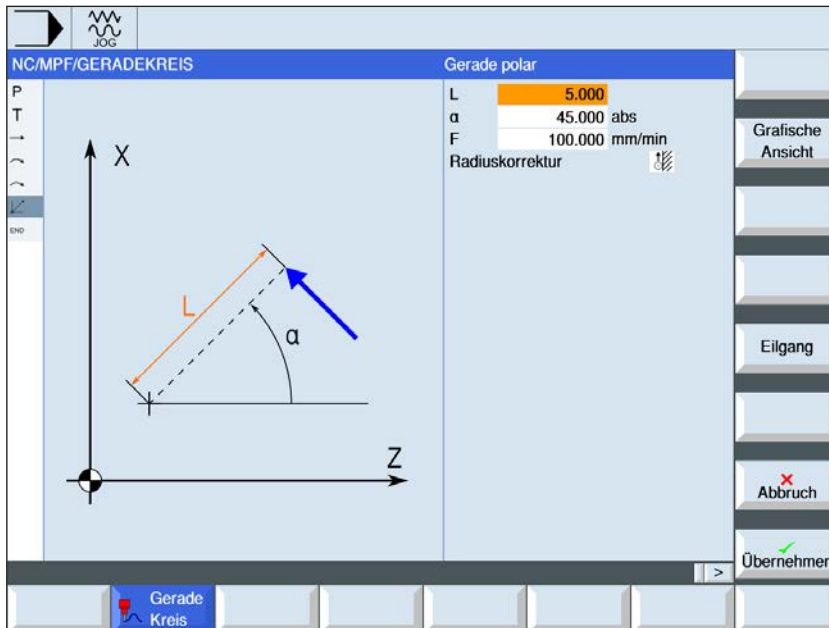 JOG
NC/MPF/GERADEKREIS
Gerade polar
P
T
END
L 5.000
α 45.000 abs
F 100.000 mm/min
Radiuskorrektur
X
L
α
Z
Grafische
Ansicht
Eilgang
Abbruch
Übernehmen
>
Gerade
Kreis